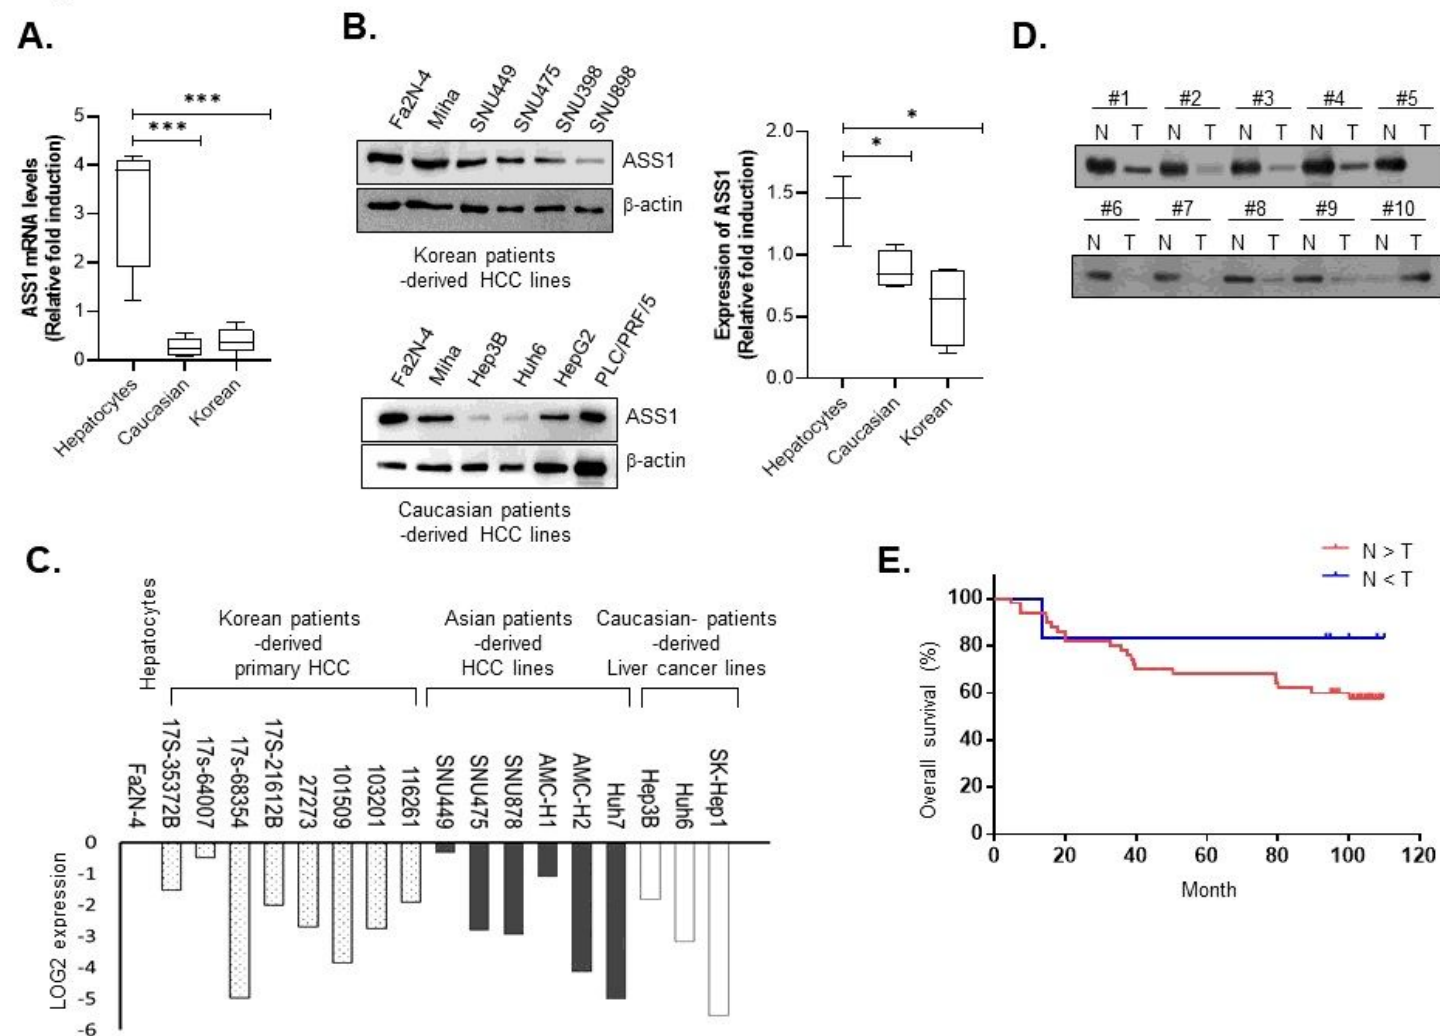 A.
***
***
5
4
3
2
1
0
ASS1 mRNA levels
(Relative fold induction)
Hepatocytes
Caucasian
Korean
B.
Fa2N-4
Miha
SNU449
SNU475
SNU398
SNU898
ASS1
β-actin
Korean patients
-derived HCC lines
Fa2N-4
Miha
Hep3B
Huh6
HepG2
PLC/PRF/5
ASS1
β-actin
Caucasian patients
-derived HCC lines
*
*
2.0
1.5
1.0
0.5
0.0
Expression of ASS1
(Relative fold induction)
Hepatocytes
Caucasian
Korean
D.
#1 #2 #3 #4 #5
N T N T N T N T N T
#6 #7 #8 #9 #10
N T N T N T N T N T
C.
Hepatocytes
Korean patients
-derived
primary HCC
Asian patients
-derived
HCC lines
Caucasian- patients
-derived-
Liver cancer lines
Fa2N-4
17S-35372B
17s-64007
17s-68354
17S-21612B
27273
101509
103201
116261
SNU449
SNU475
SNU878
AMC-H1
AMC-H2
Huh7
Hep3B
Huh6
SK-Hep1
0
-1
-2
-3
-4
-5
-6
LOG2 expression
E.
N > T
N < T
100
80
60
40
20
0
Overall survival (%)
0 20 40 60 80 100 120
Month